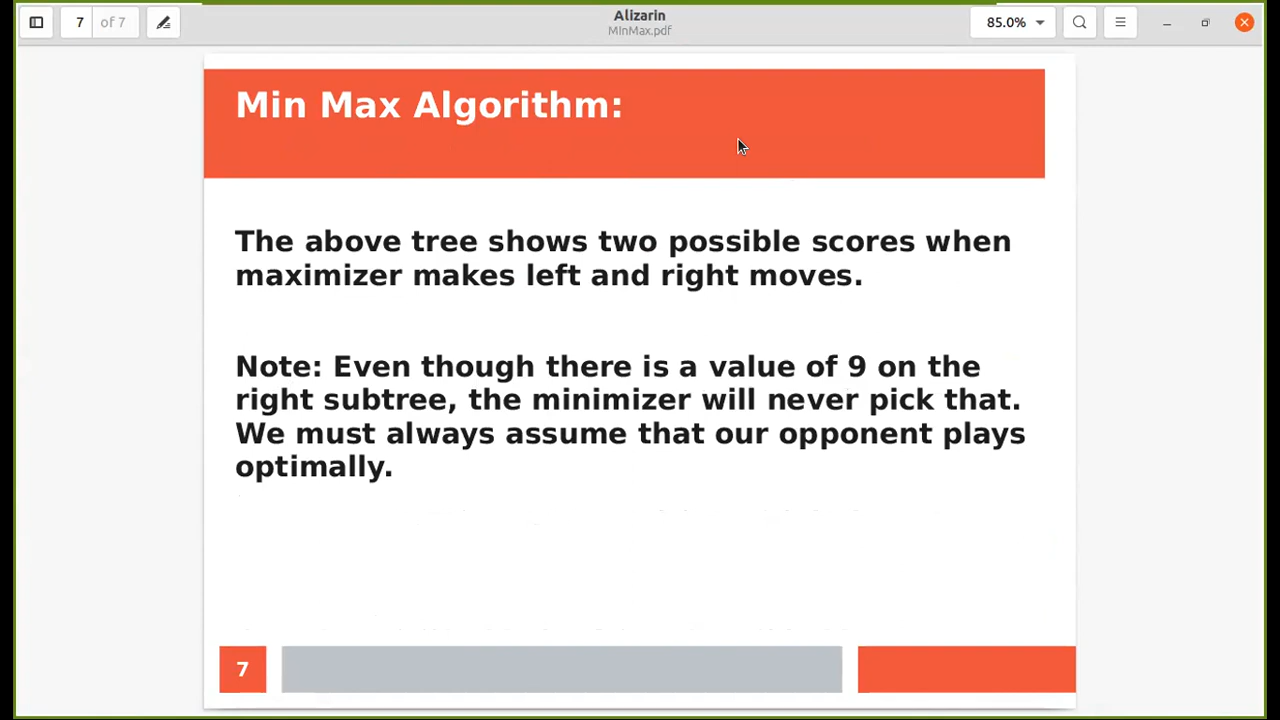 Alizarin
MInMax.pdf
7 of 7
85.0%
Min Max Algorithm:
The above tree shows two possible scores when
maximizer makes left and right moves.
Note: Even though there is a value of 9 on the
right subtree, the minimizer will never pick that.
We must always assume that our opponent plays
optimally.
7